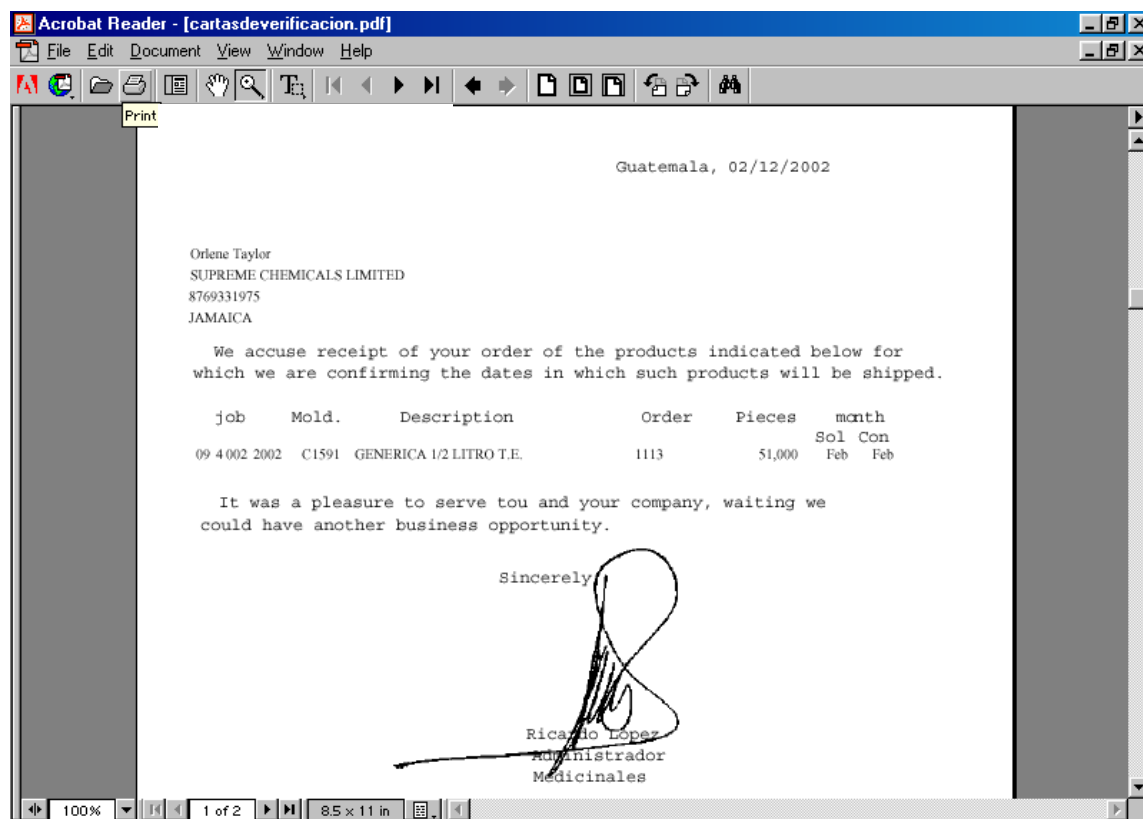 Acrobat Reader - [cartasdeverificacion.pdf]
File Edit Document View Window Help
Print
Guatemala, 02/12/2002
Orlene Taylor
SUPREME CHEMICALS LIMITED
8769331975
JAMAICA
We accuse receipt of your order of the products indicated below for
which we are confirming the dates in which such products will be shipped.
job Mold. Description Order Pieces month
Sol Con
09 4 002 2002 C1591 GENERICA 1/2 LITRO T.E. 1113 51,000 Feb Feb
It was a pleasure to serve tou and your company, waiting we
could have another business opportunity.
Sincerely
Ricardo López
Administrador
Medicinales
100% 1 of 2 8.5 x 11 in